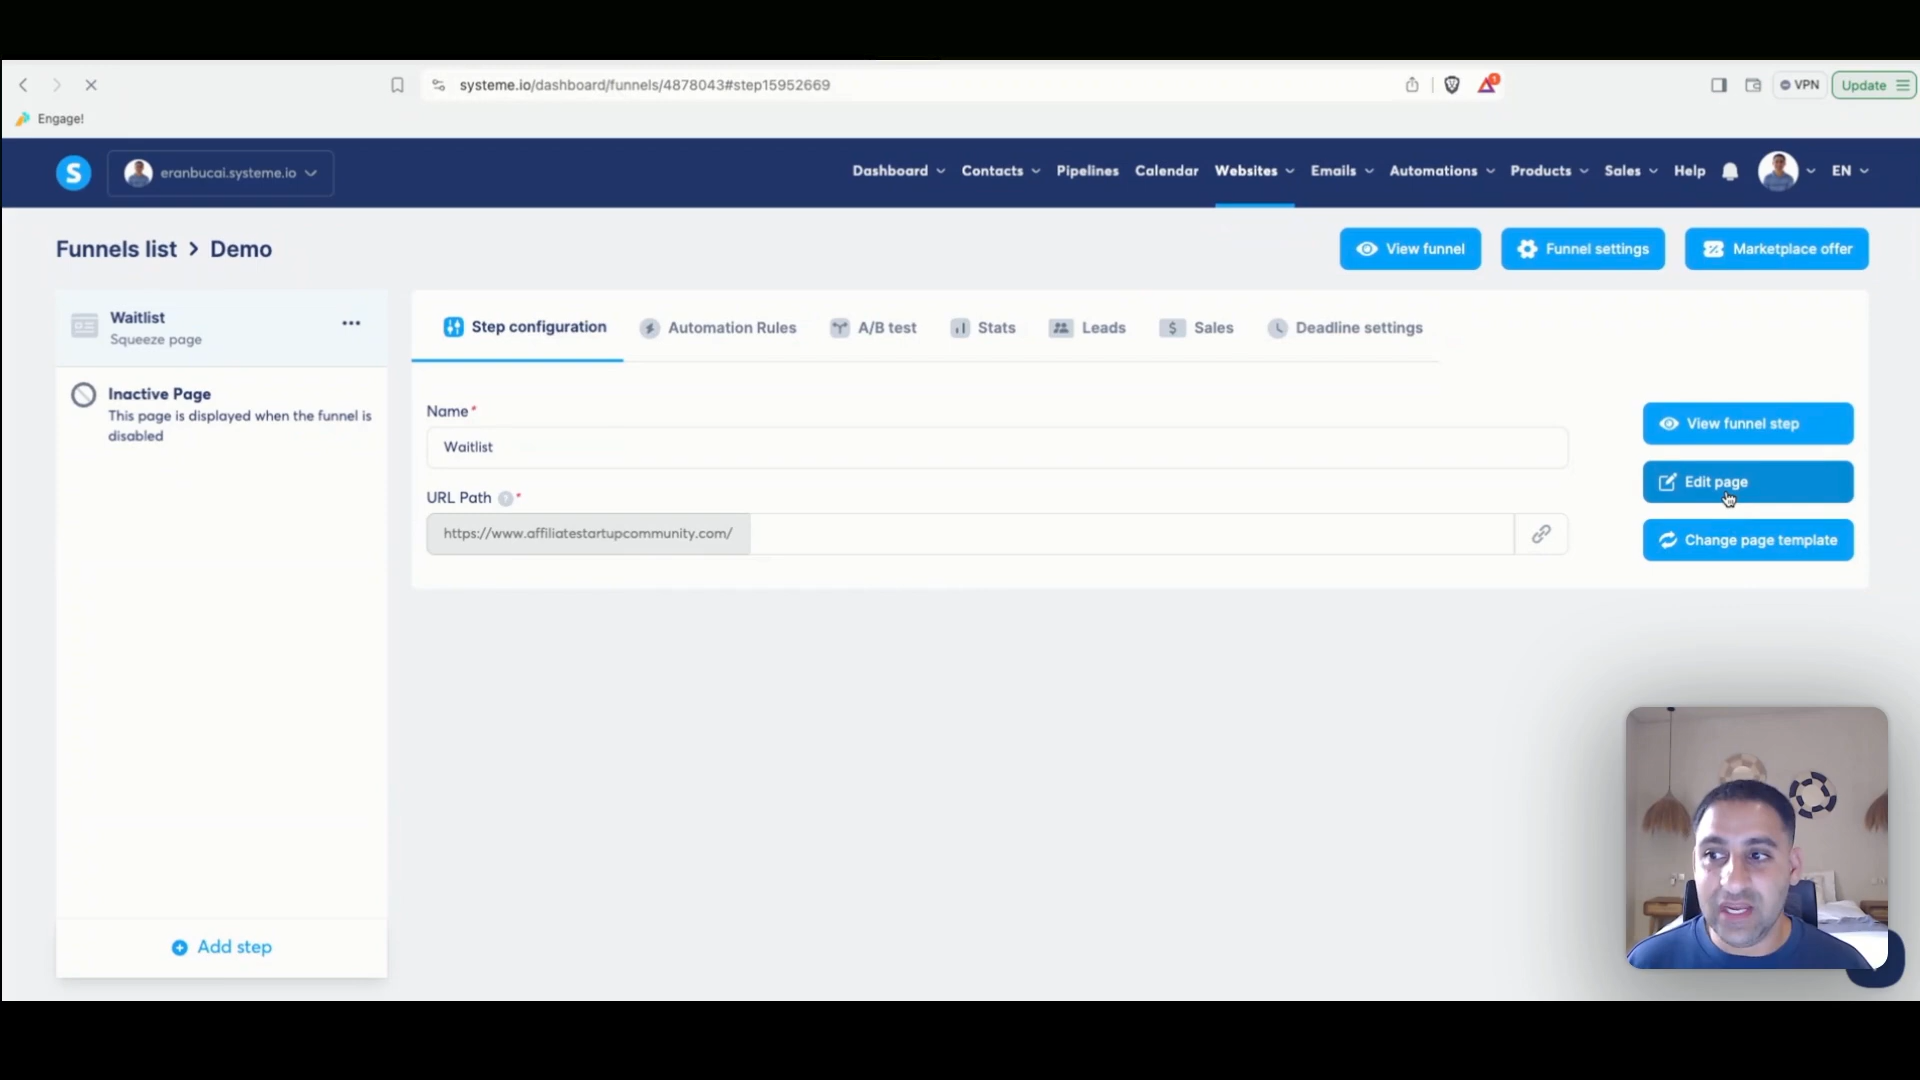 systeme.io/dashboard/funnels/4878043#step15952669
1
VPN
Update
Engage!
S
eranbucai.systeme.io
Dashboard
Contacts
Pipelines
Calendar
Websites
Emails
Automations
Products
Sales
Help
EN
Funnels list > Demo
View funnel
Funnel settings
Marketplace offer
Waitlist
Squeeze page
Inactive Page
This page is displayed when the funnel is
disabled
Add step
Step configuration
Automation Rules
A/B test
Stats
Leads
$ Sales
Deadline settings
Name*
Waitlist
URL Path ?*
https://www.affiliatestartupcommunity.com/
View funnel step
Edit page
Change page template